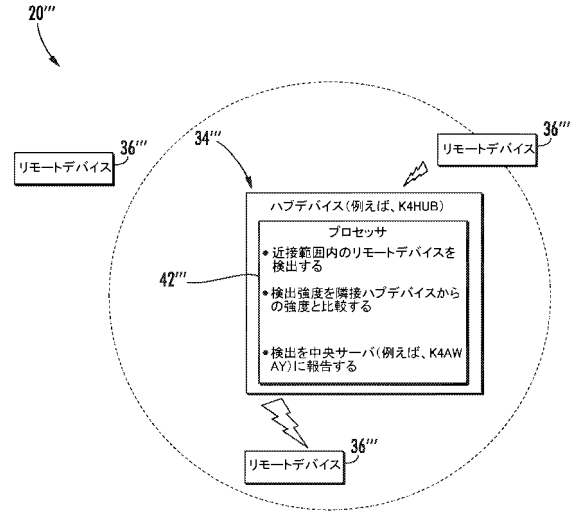 20'''
36'''
リモートデバイス
34'''
36'''
リモートデバイス
ハブデバイス(例えば、K4HUB)
プロセッサ
• 近接範囲内のリモートデバイスを
検出する
42'''
• 検出強度を隣接ハブデバイスから
の強度と比較する
• 検出を中央サーバ(例えば、K4AW
AY)に報告する
36'''
リモートデバイス